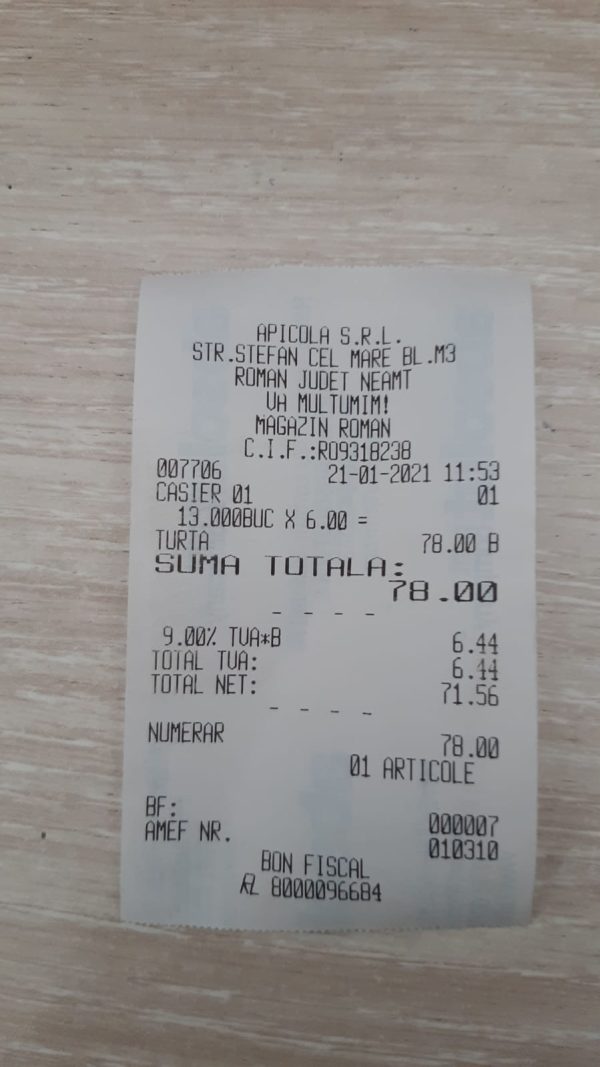 APICOLA S.R.L.
STR.STEFAN CEL MARE BL.M3
ROMAN JUDET NEAMT
VA MULTUMIM!
MAGAZIN ROMAN
C.I.F.:RO9318238
007706 21-01-2021 11:53
CASIER 01 01
13.000BUC X 6.00 =
TURTA 78.00 B
SUMA TOTALA:
78.00
- - - -
9.00% TVA*B 6.44
TOTAL TVA: 6.44
TOTAL NET: 71.56
- - - -
NUMERAR 78.00
01 ARTICOLE
BF: 000007
AMEF NR. 010310
BON FISCAL
8000096684